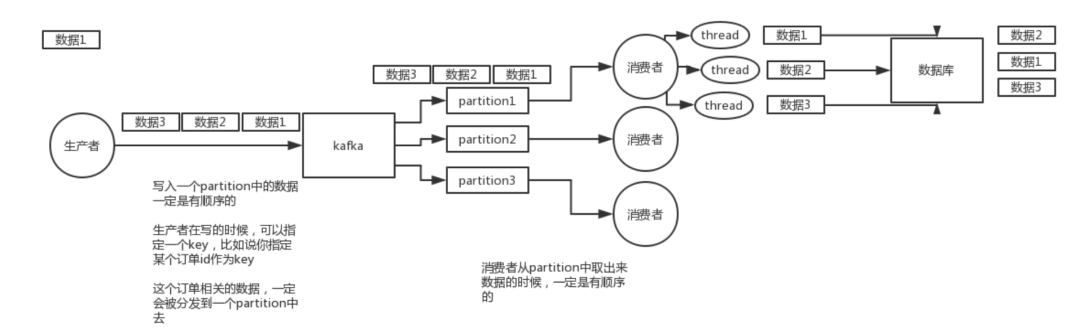 数据1
生产者
数据3 数据2 数据1
kafka
写入一个partition中的数据
一定是有顺序的
生产者在写的时候，可以指
定一个key，比如说你指定
某个订单id作为key
这个订单相关的数据，一定
会被分发到一个partition中
去
数据3 数据2 数据1
partition1
partition2
partition3
消费者
消费者
消费者
消费者从partition中取出来
数据的时候，一定是有顺序
的
thread
thread
thread
数据1
数据2
数据3
数据库
数据2
数据1
数据3